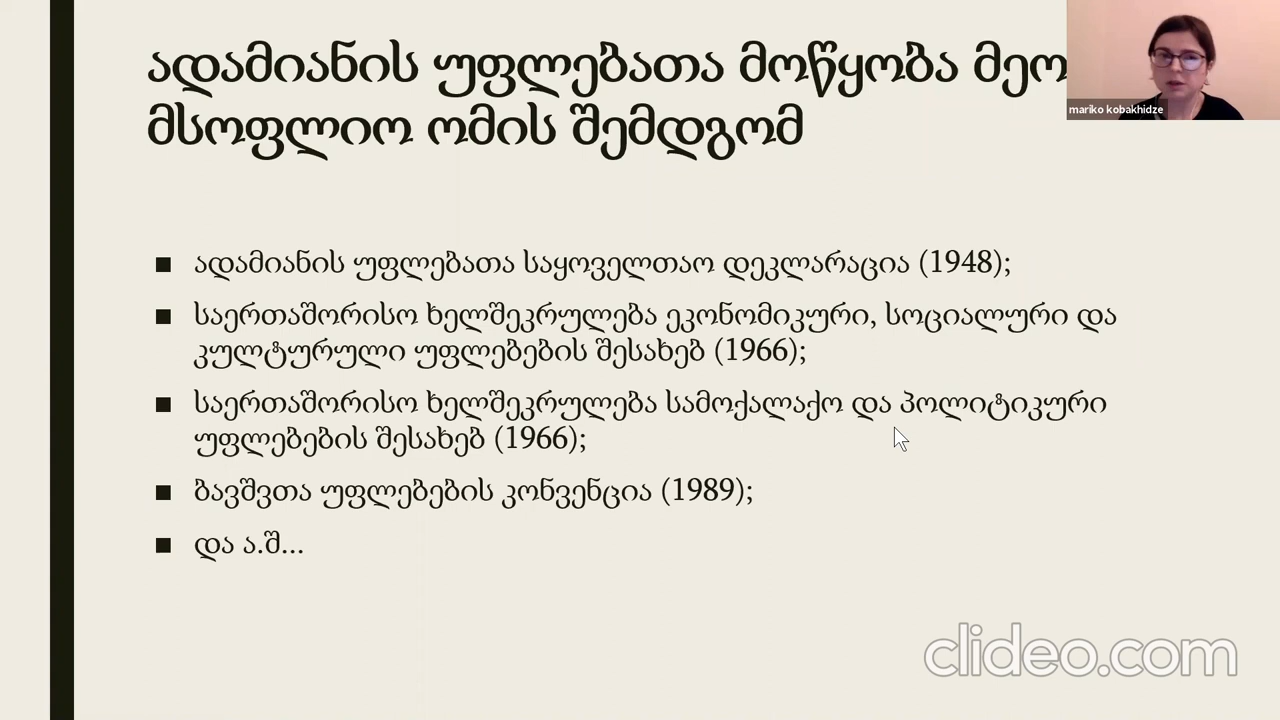 ადამიანის უფლებათა მოწყობა მეო
მსოფლიო ომის შემდგომ
mariko kobakhidze
■ ადამიანის უფლებათა საყოველთაო დეკლარაცია (1948);
■ საერთაშორისო ხელშეკრულება ეკონომიკური, სოციალური და
კულტურული უფლებების შესახებ (1966);
■ საერთაშორისო ხელშეკრულება სამოქალაქო და პოლიტიკური
უფლებების შესახებ (1966);
■ ბავშვთა უფლებების კონვენცია (1989);
■ და ა.შ...
clideo.com